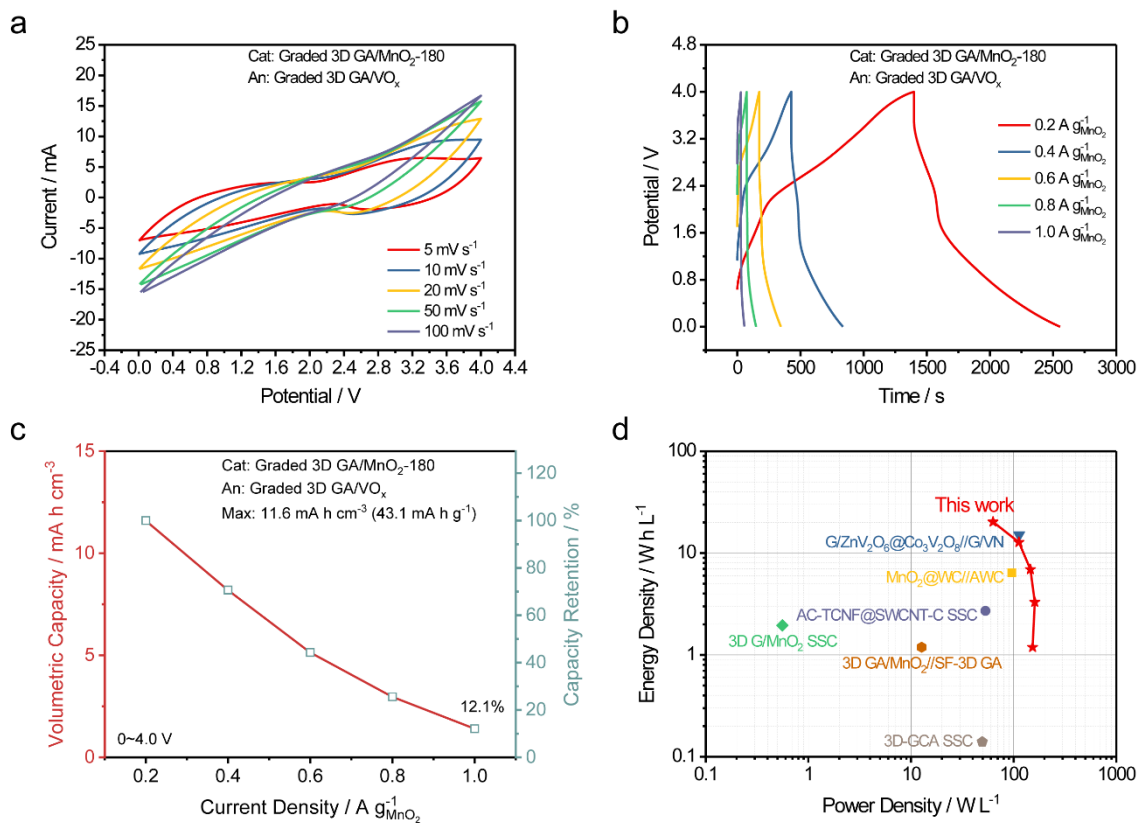 a
Cat: Graded 3D GA/MnO₂-180
An: Graded 3D GA/VOₓ
25
20
15
10
5
0
-5
-10
-15
-20
-25
Current / mA
5 mV s⁻¹
10 mV s⁻¹
20 mV s⁻¹
50 mV s⁻¹
100 mV s⁻¹
-0.4 0.0 0.4 0.8 1.2 1.6 2.0 2.4 2.8 3.2 3.6 4.0 4.4
Potential / V
b
Cat: Graded 3D GA/MnO₂-180
An: Graded 3D GA/VOₓ
4.8
4.0
3.2
2.4
1.6
0.8
0.0
Potential / V
0.2 A g⁻¹MnO₂
0.4 A g⁻¹MnO₂
0.6 A g⁻¹MnO₂
0.8 A g⁻¹MnO₂
1.0 A g⁻¹MnO₂
0 500 1000 1500 2000 2500 3000
Time / s
c
Cat: Graded 3D GA/MnO₂-180
An: Graded 3D GA/VOₓ
Max: 11.6 mA h cm⁻³ (43.1 mA h g⁻¹)
15
10
5
0
Volumetric Capacity / mA h cm⁻³
120
100
80
60
40
20
0
Capacity Retention / %
12.1%
0~4.0 V
0.2 0.4 0.6 0.8 1.0
Current Density / A g⁻¹MnO₂
d
100
10
1
0.1
Energy Density / W h L⁻¹
This work
G/ZnV₂O₆@Co₃V₂O₈//G/VN
MnO₂@WC//AWC
AC-TCNF@SWCNT-C SSC
3D G/MnO₂ SSC
3D GA/MnO₂//SF-3D GA
3D-GCA SSC
0.1 1 10 100 1000
Power Density / W L⁻¹